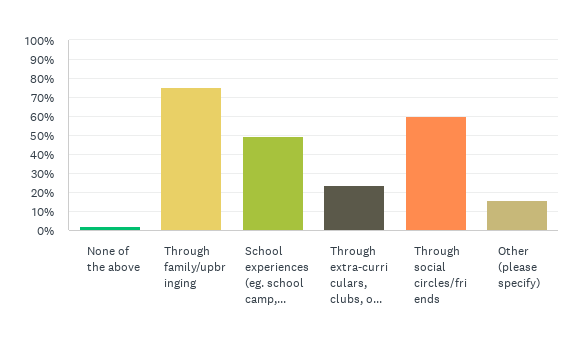 100%
90%
80%
70%
60%
50%
40%
30%
20%
10%
0%
None of
the above
Through
family/upbr
inging
School
experiences
(eg. school
camp,...
Through
extra-curri
culars,
clubs, o...
Through
social
circles/fri
ends
Other
(please
specify)